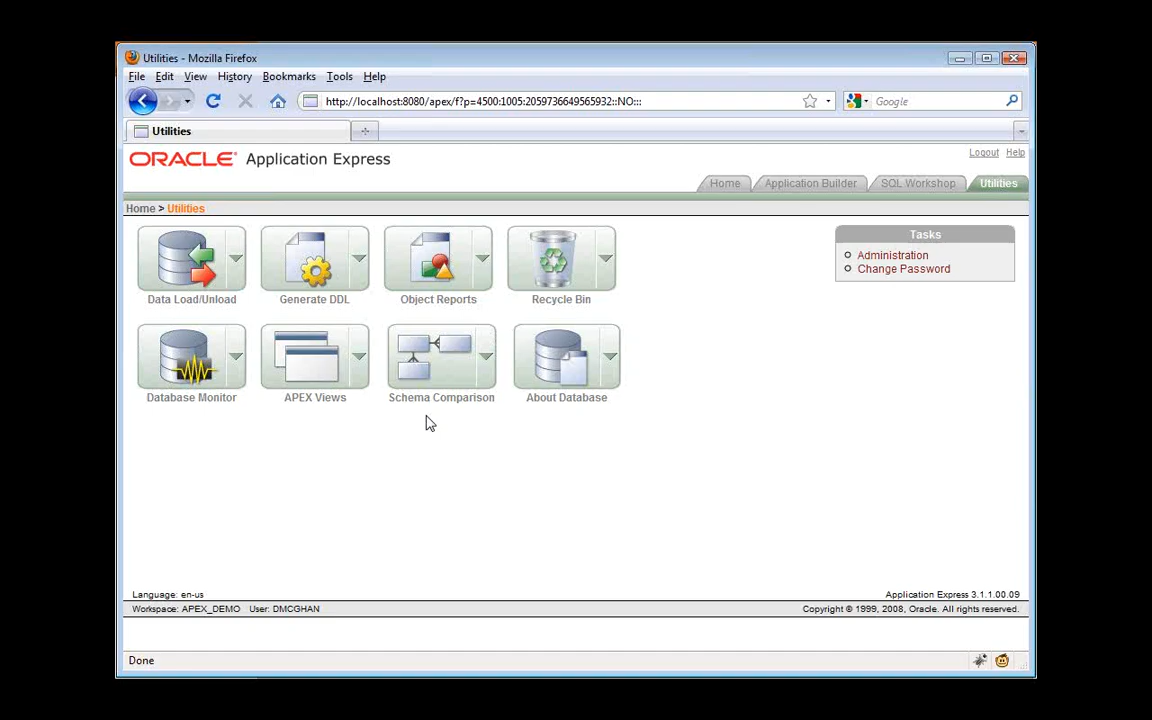 Utilities - Mozilla Firefox
File Edit View History Bookmarks Tools Help
http://localhost:8080/apex/f?p=4500:1005:2059736649565932::NO:::
Google
Utilities
ORACLE Application Express
Logout Help
Home Application Builder SQL Workshop Utilities
Home > Utilities
Tasks
Administration
Change Password
Data Load/Unload Generate DDL Object Reports Recycle Bin
Database Monitor APEX Views Schema Comparison About Database
Language: en-us
Application Express 3.1.1.00.09
Workspace: APEX_DEMO User: DMCGHAN
Copyright © 1999, 2008, Oracle. All rights reserved.
Done